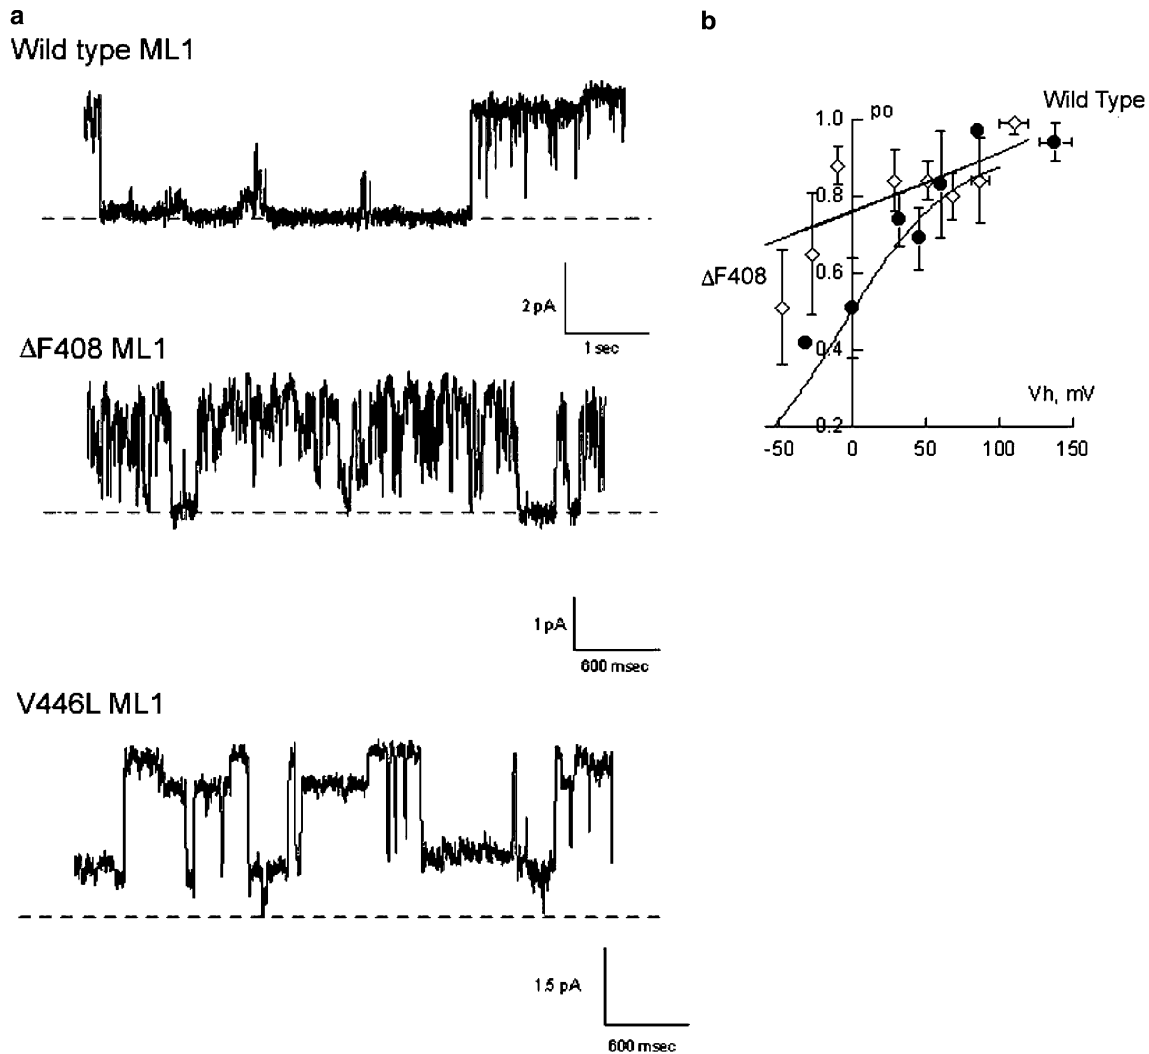 a
Wild type ML1
2 pA
1 sec
ΔF408 ML1
1 pA
600 msec
V446L ML1
1.5 pA
600 msec
b
Wild Type
po
1.0
0.8
0.6
0.4
0.2
ΔF408
Vh, mV
-50 0 50 100 150